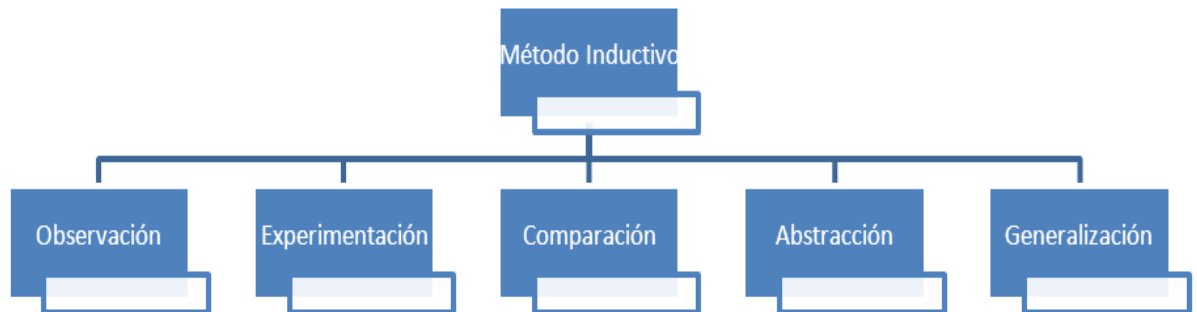 Método Inductivo
Observación
Experimentación
Comparación
Abstracción
Generalización